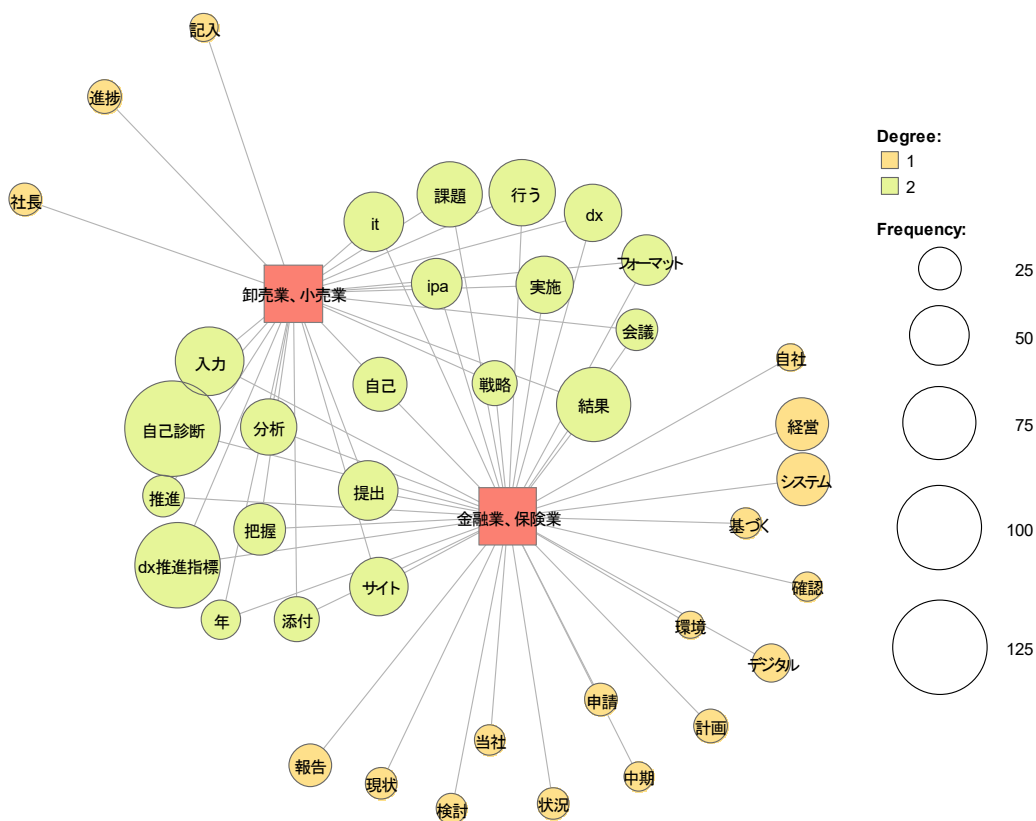 記入
進捗
社長
課題
行う
it
dx
フォーマット
ipa
実施
卸売業、小売業
会議
入力
自己
戦略
結果
自社
自己診断
分析
経営
システム
推進
提出
把握
金融業、保険業
基づく
dx推進指標
サイト
確認
年
添付
環境
デジタル
申請
計画
当社
報告
現状
中期
検討
状況
Degree:
1
2
Frequency:
25
50
75
100
125